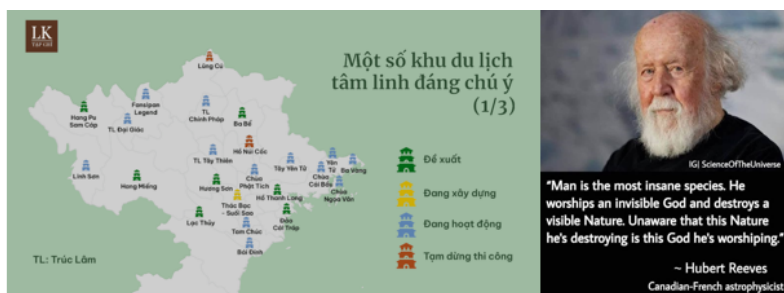 LK
TƯ VẤN
Một số khu du lịch
tâm linh đáng chú ý
(1/3)
Lũng Cú
Fansipan
Legend
Hang Pu
Sam Cáp
TL Đại Giác
TL
Chính Pháp
Ba Bể
Hồ Núi Cốc
TL Tây Thiên
Tây Yên Tử
Yên
Tử
Ba Vàng
Linh Sơn
Hang Miếng
Hương Sơn
Chùa
Phật Tích
Chùa
Cái Bầu
Chùa
Ngọa Vân
Thác Bạc
- Suối Sao
Hồ Thanh Long
Lạc Thủy
Tam Chúc
Đảo
Cái Tráp
Bái Đính
Đề xuất
Đang xây dựng
Đang hoạt động
Tạm dừng thi công
TL: Trúc Lâm
IG| ScienceOfTheUniverse
"Man is the most insane species. He
worships an invisible God and destroys a
visible Nature. Unaware that this Nature
he's destroying is this God he's worshiping."
~ Hubert Reeves
Canadian-French astrophysicist